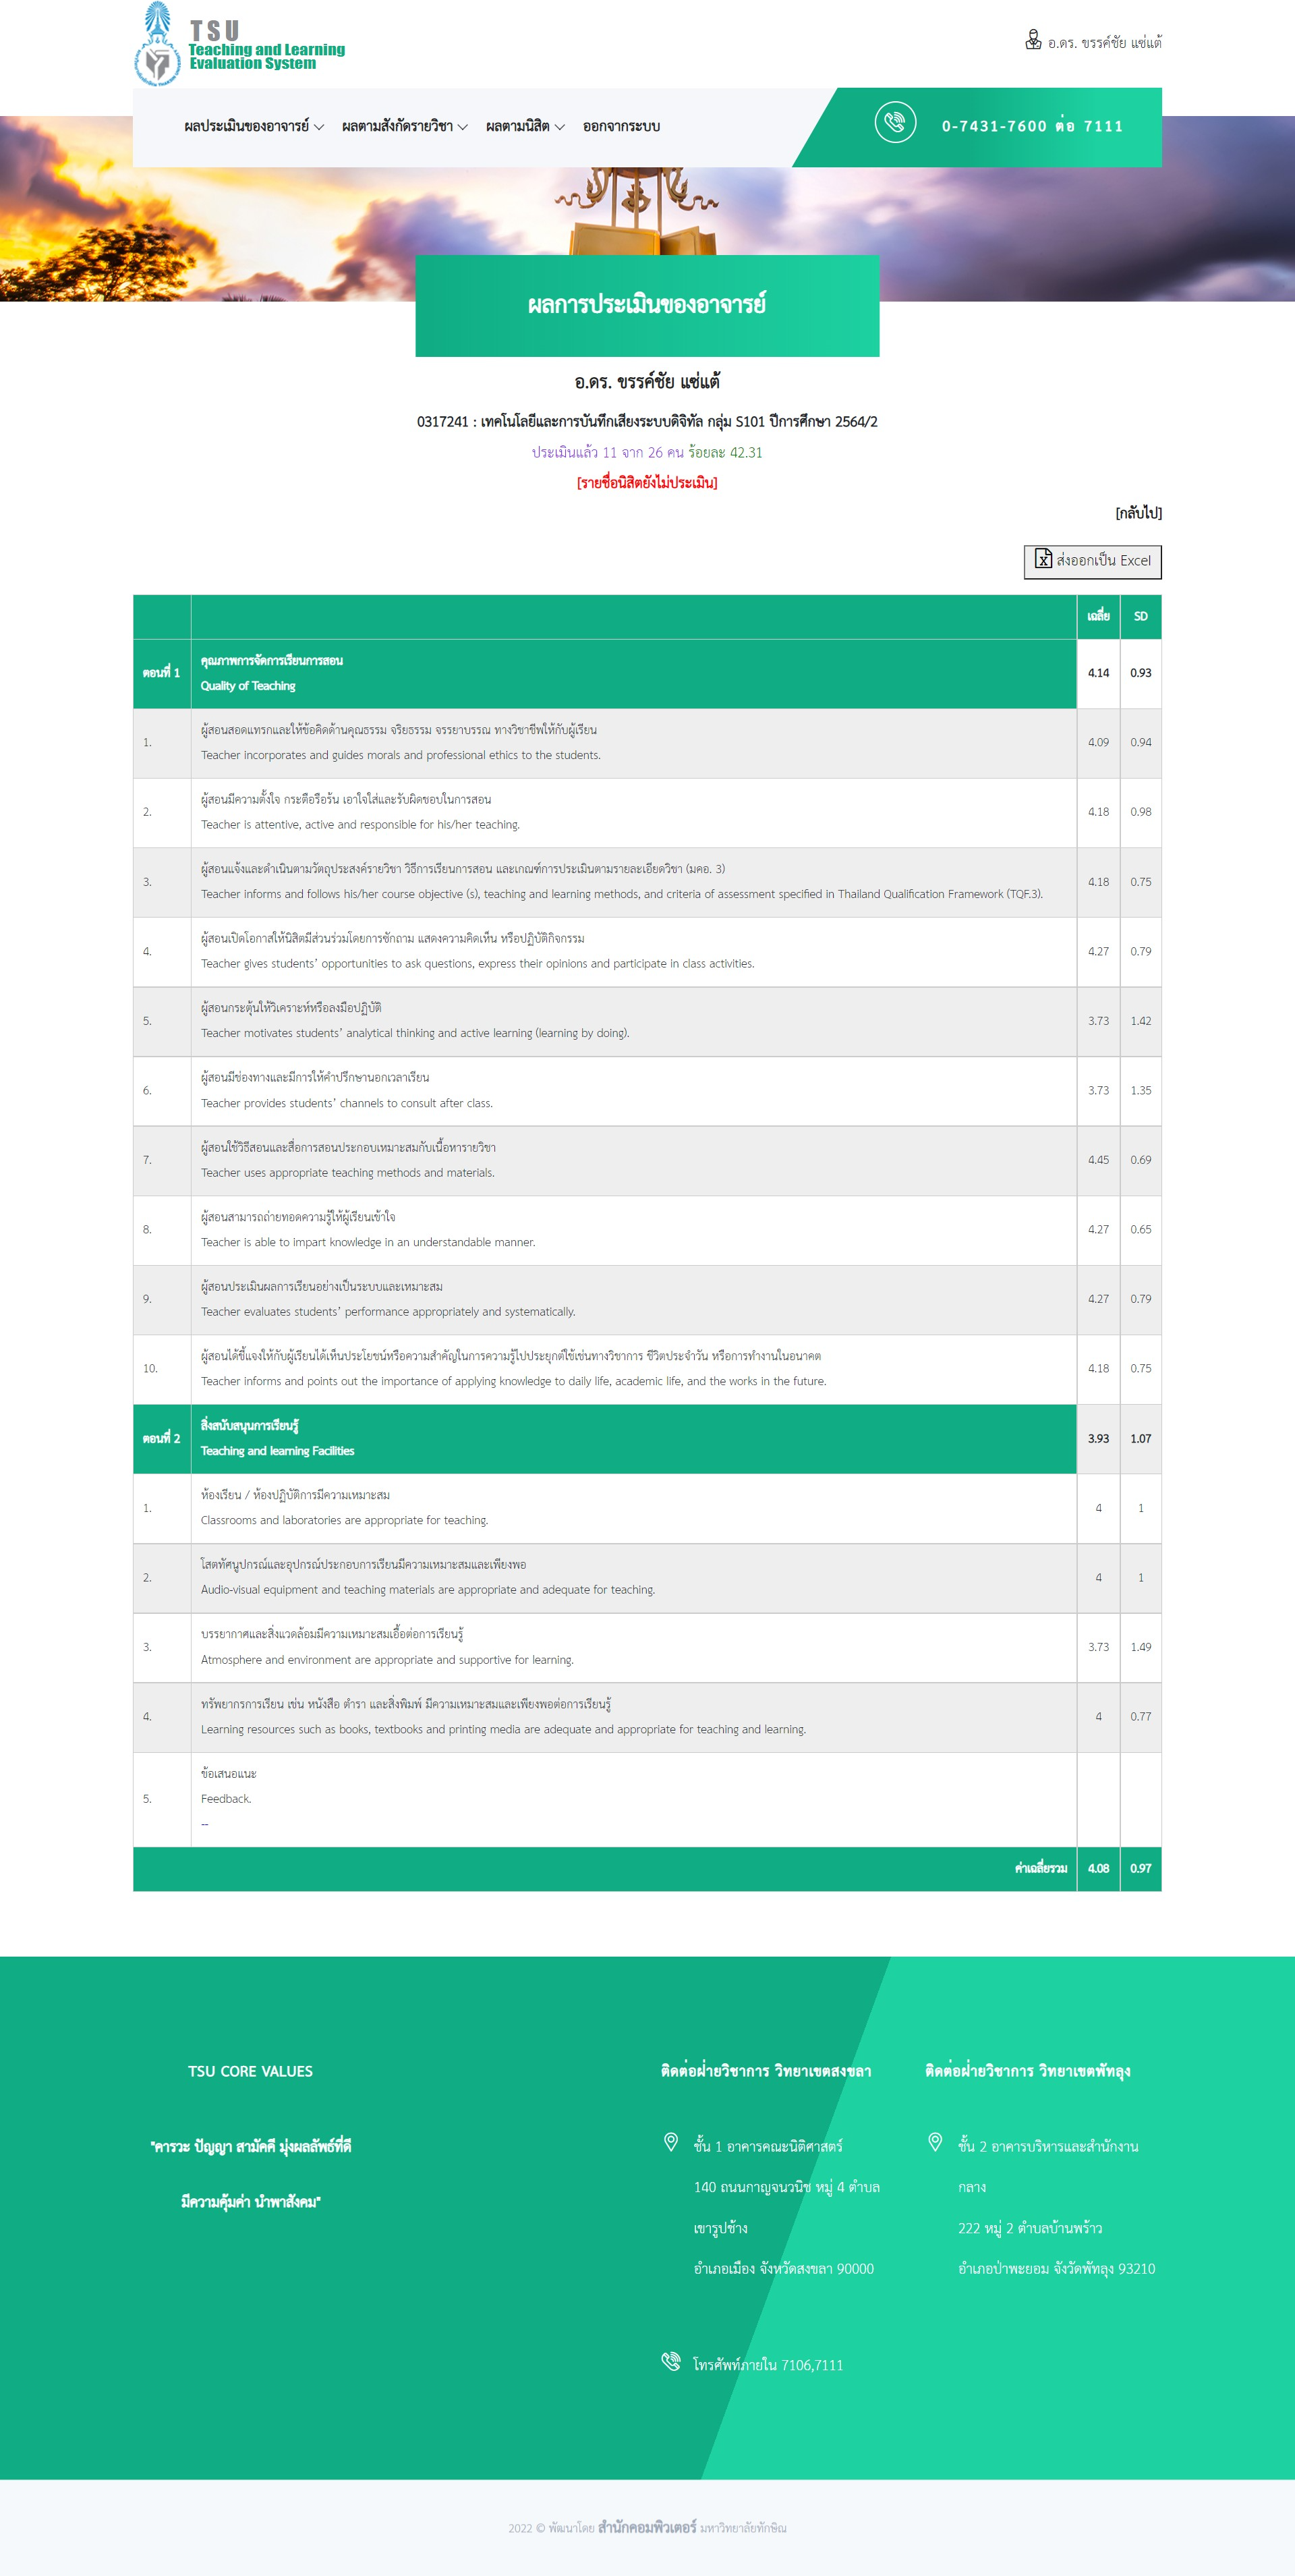 TSU
Teaching and Learning
Evaluation System
อ.ดร. ขรรค์ชัย แซ่แต้
ผลประเมินของอาจารย์ ผลตามสังกัดรายวิชา ผลตามนิสิต ออกจากระบบ
0-7431-7600 ต่อ 7111
ผลการประเมินของอาจารย์
อ.ดร. ขรรค์ชัย แซ่แต้
0317241 : เทคโนโลยีและการบันทึกเสียงระบบดิจิทัล กลุ่ม S101 ปีการศึกษา 2564/2
ประเมินแล้ว 11 จาก 26 คน ร้อยละ 42.31
[รายชื่อนิสิตยังไม่ประเมิน]
[กลับไป]
ส่งออกเป็น Excel
เฉลี่ย SD
ตอนที่ 1 คุณภาพการจัดการเรียนการสอน
Quality of Teaching 4.14 0.93
1. ผู้สอนสอดแทรกและให้ข้อคิดด้านคุณธรรม จริยธรรม จรรยาบรรณ ทางวิชาชีพให้กับผู้เรียน
Teacher incorporates and guides morals and professional ethics to the students. 4.09 0.94
2. ผู้สอนมีความตั้งใจ กระตือรือร้น เอาใจใส่และรับผิดชอบในการสอน
Teacher is attentive, active and responsible for his/her teaching. 4.18 0.98
3. ผู้สอนแจ้งและดำเนินตามวัตถุประสงค์รายวิชา วิธีการเรียนการสอน และเกณฑ์การประเมินตามรายละเอียดวิชา (มคอ. 3)
Teacher informs and follows his/her course objective (s), teaching and learning methods, and criteria of assessment specified in Thailand Qualification Framework (TQF.3). 4.18 0.75
4. ผู้สอนเปิดโอกาสให้นิสิตมีส่วนร่วมโดยการซักถาม แสดงความคิดเห็น หรือปฏิบัติกิจกรรม
Teacher gives students’ opportunities to ask questions, express their opinions and participate in class activities. 4.27 0.79
5. ผู้สอนกระตุ้นให้วิเคราะห์หรือลงมือปฏิบัติ
Teacher motivates students’ analytical thinking and active learning (learning by doing). 3.73 1.42
6. ผู้สอนมีช่องทางและมีการให้คำปรึกษานอกเวลาเรียน
Teacher provides students’ channels to consult after class. 3.73 1.35
7. ผู้สอนใช้วิธีสอนและสื่อการสอนประกอบเหมาะสมกับเนื้อหารายวิชา
Teacher uses appropriate teaching methods and materials. 4.45 0.69
8. ผู้สอนสามารถถ่ายทอดความรู้ให้ผู้เรียนเข้าใจ
Teacher is able to impart knowledge in an understandable manner. 4.27 0.65
9. ผู้สอนประเมินผลการเรียนอย่างเป็นระบบและเหมาะสม
Teacher evaluates students’ performance appropriately and systematically. 4.27 0.79
10. ผู้สอนได้ชี้แจงให้กับผู้เรียนได้เห็นประโยชน์หรือความสำคัญในการความรู้ไปประยุกต์ใช้เช่นทางวิชาการ ชีวิตประจำวัน หรือการทำงานในอนาคต
Teacher informs and points out the importance of applying knowledge to daily life, academic life, and the works in the future. 4.18 0.75
ตอนที่ 2 สิ่งสนับสนุนการเรียนรู้
Teaching and learning Facilities 3.93 1.07
1. ห้องเรียน / ห้องปฏิบัติการมีความเหมาะสม
Classrooms and laboratories are appropriate for teaching. 4 1
2. โสตทัศนูปกรณ์และอุปกรณ์ประกอบการเรียนมีความเหมาะสมและเพียงพอ
Audio-visual equipment and teaching materials are appropriate and adequate for teaching. 4 1
3. บรรยากาศและสิ่งแวดล้อมมีความเหมาะสมเอื้อต่อการเรียนรู้
Atmosphere and environment are appropriate and supportive for learning. 3.73 1.49
4. ทรัพยากรการเรียน เช่น หนังสือ ตำรา และสิ่งพิมพ์ มีความเหมาะสมและเพียงพอต่อการเรียนรู้
Learning resources such as books, textbooks and printing media are adequate and appropriate for teaching and learning. 4 0.77
5. ข้อเสนอแนะ
Feedback.
--
ค่าเฉลี่ยรวม 4.08 0.97
TSU CORE VALUES
"คารวะ ปัญญา สามัคคี มุ่งผลลัพธ์ที่ดี
มีความคุ้มค่า นำพาสังคม"
ติดต่อฝ่ายวิชาการ วิทยาเขตสงขลา
ชั้น 1 อาคารคณะนิติศาสตร์
140 ถนนกาญจนวนิช หมู่ 4 ตำบล
เขารูปช้าง
อำเภอเมือง จังหวัดสงขลา 90000
โทรศัพท์ภายใน 7106,7111
ติดต่อฝ่ายวิชาการ วิทยาเขตพัทลุง
ชั้น 2 อาคารบริหารและสำนักงาน
กลาง
222 หมู่ 2 ตำบลบ้านพร้าว
อำเภอป่าพะยอม จังวัดพัทลุง 93210
2022 © พัฒนาโดย สำนักคอมพิวเตอร์ มหาวิทยาลัยทักษิณ